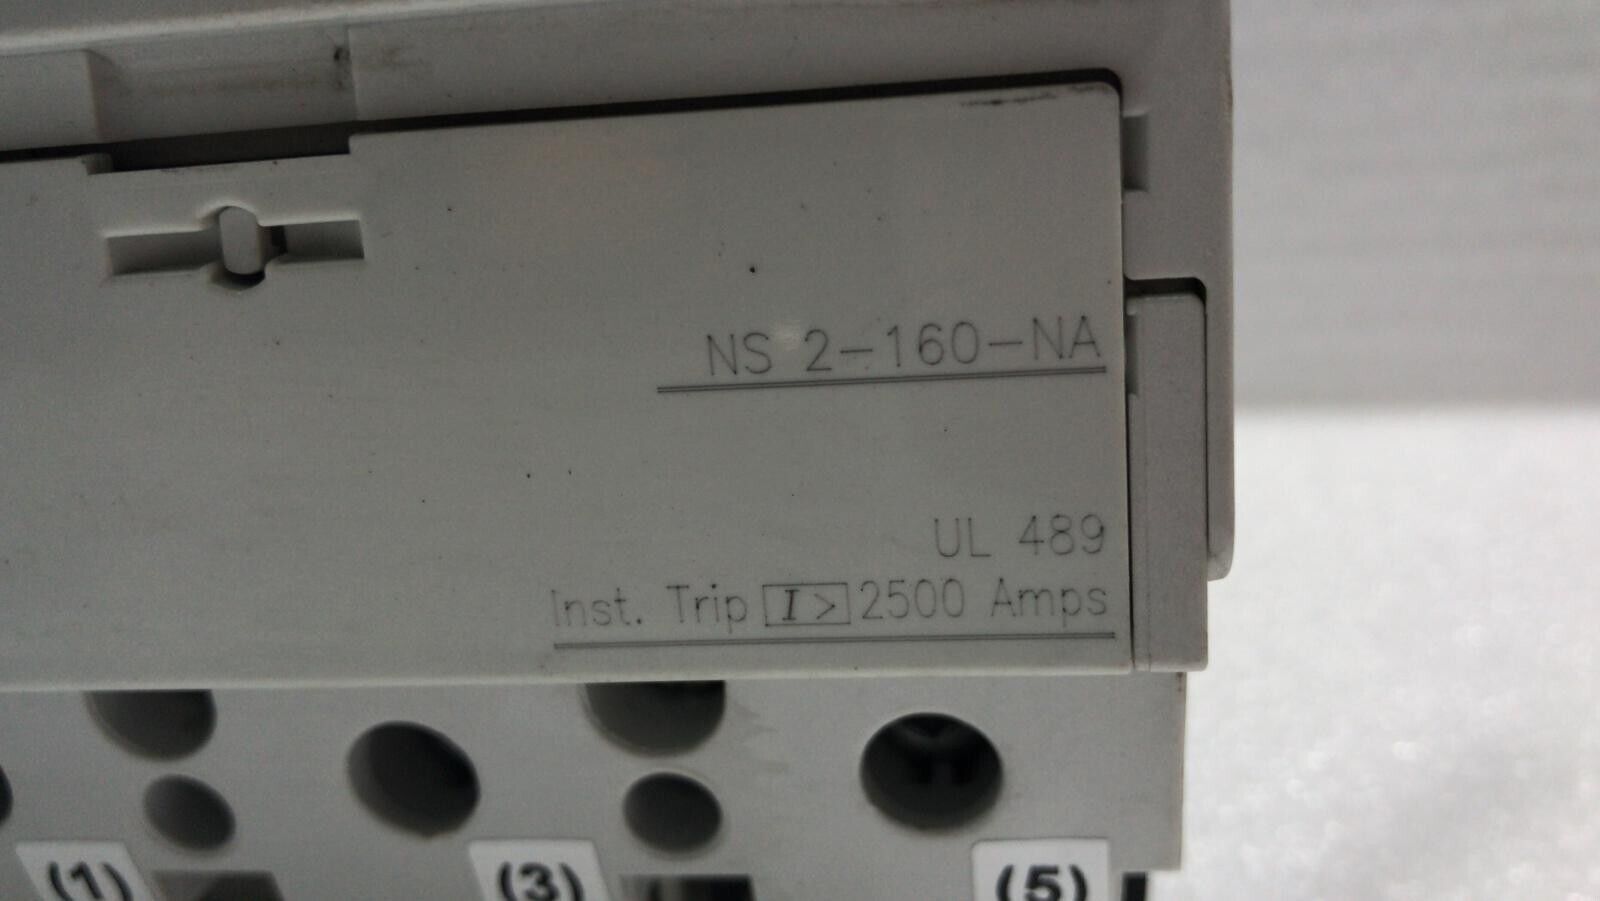 NS 2-160-NA
UL 489
Inst. Trip I> 2500 Amps
(1) (3) (5)